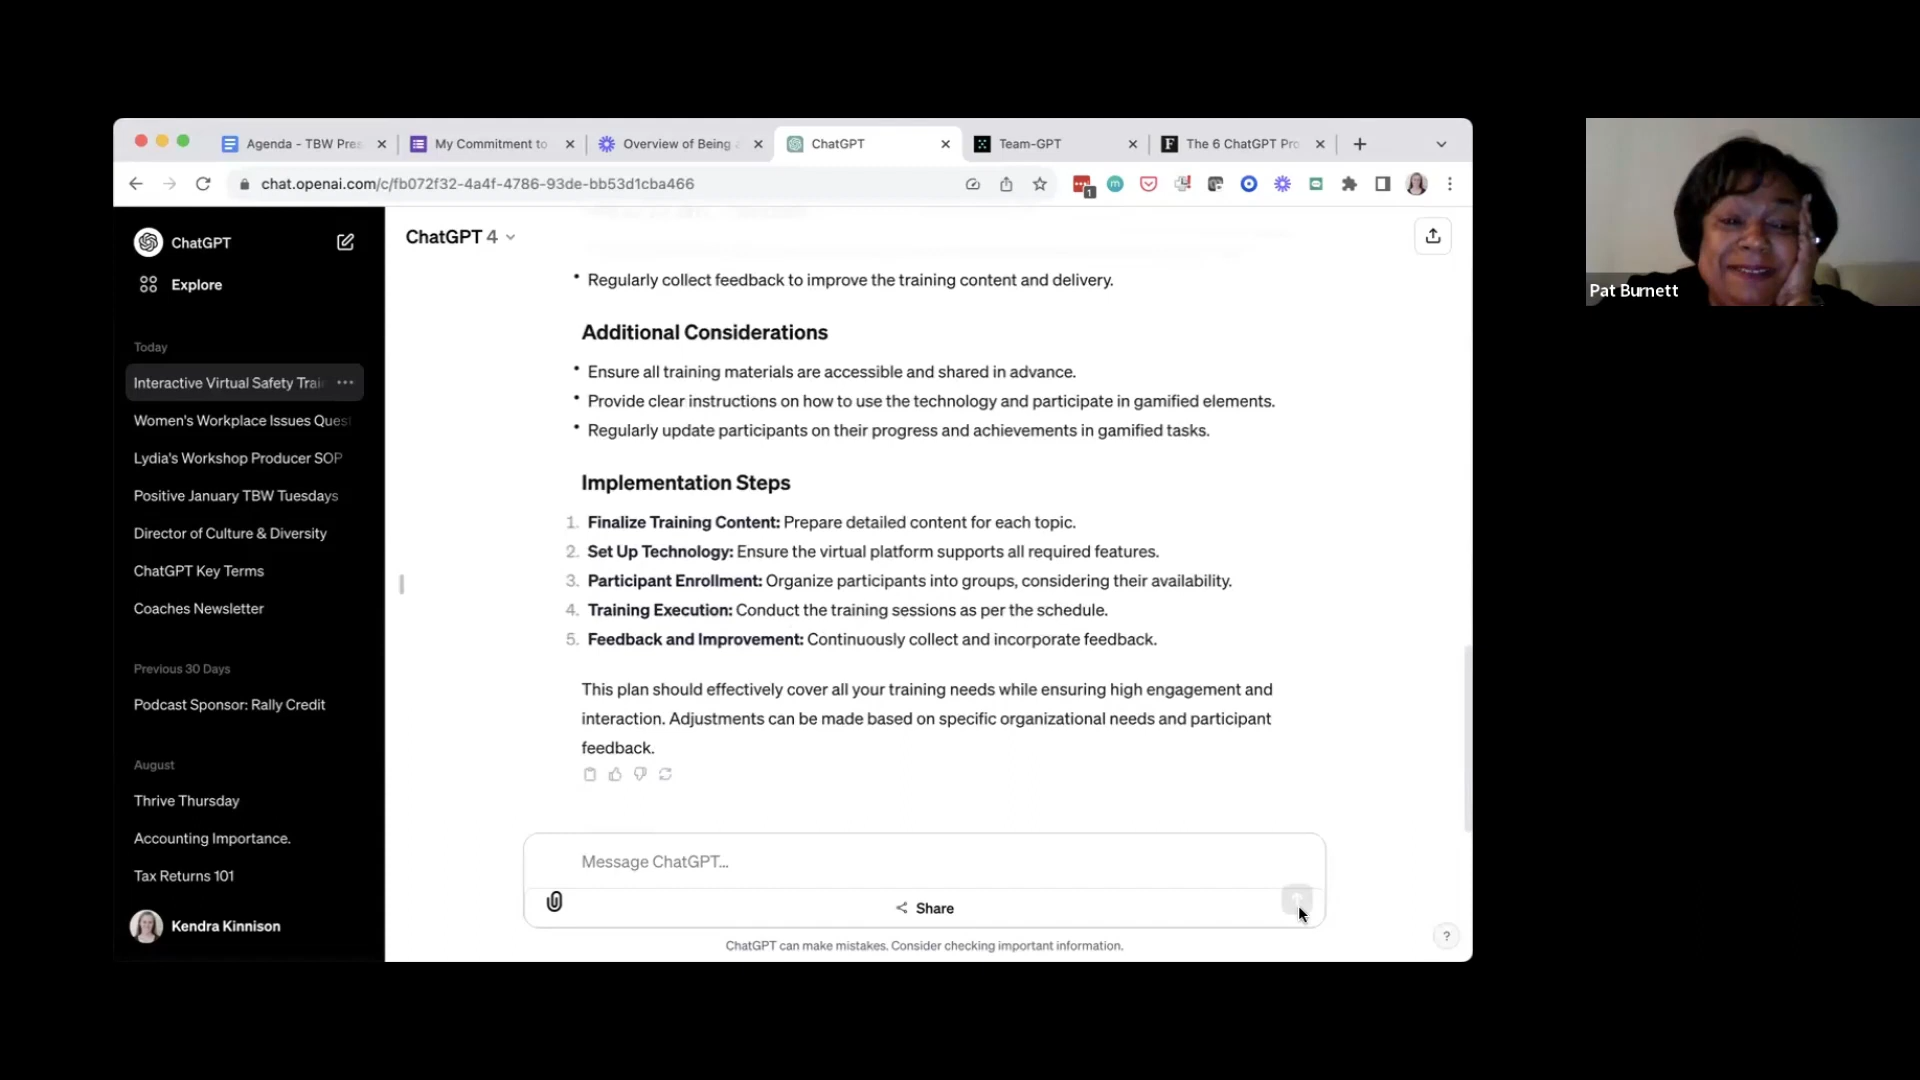 Agenda - TBW Pres
My Commitment to
Overview of Being
ChatGPT
Team-GPT
The 6 ChatGPT Pro
chat.openai.com/c/fb072f32-4a4f-4786-93de-bb53d1cba466
1
ChatGPT
Explore
Today
Interactive Virtual Safety Trai
Women's Workplace Issues Quest
Lydia's Workshop Producer SOP
Positive January TBW Tuesdays
Director of Culture & Diversity
ChatGPT Key Terms
Coaches Newsletter
Previous 30 Days
Podcast Sponsor: Rally Credit
August
Thrive Thursday
Accounting Importance.
Tax Returns 101
Kendra Kinnison
ChatGPT 4
• Regularly collect feedback to improve the training content and delivery.
Additional Considerations
• Ensure all training materials are accessible and shared in advance.
• Provide clear instructions on how to use the technology and participate in gamified elements.
• Regularly update participants on their progress and achievements in gamified tasks.
Implementation Steps
1. Finalize Training Content: Prepare detailed content for each topic.
2. Set Up Technology: Ensure the virtual platform supports all required features.
3. Participant Enrollment: Organize participants into groups, considering their availability.
4. Training Execution: Conduct the training sessions as per the schedule.
5. Feedback and Improvement: Continuously collect and incorporate feedback.
This plan should effectively cover all your training needs while ensuring high engagement and
interaction. Adjustments can be made based on specific organizational needs and participant
feedback.
Message ChatGPT...
Share
ChatGPT can make mistakes. Consider checking important information.
?
Pat Burnett